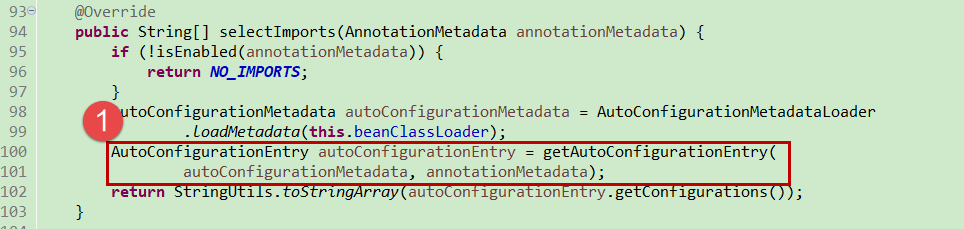 93 @Override
94 public String[] selectImports(AnnotationMetadata annotationMetadata) {
95 if (!isEnabled(annotationMetadata)) {
96 return NO_IMPORTS;
97 }
98 utoConfigurationMetadata autoConfigurationMetadata = AutoConfigurationMetadataLoader
1
99 .loadMetadata(this.beanClassLoader);
100 AutoConfigurationEntry autoConfigurationEntry = getAutoConfigurationEntry(
101 autoConfigurationMetadata, annotationMetadata);
102 return StringUtils.toStringArray(autoConfigurationEntry.getConfigurations());
103 }